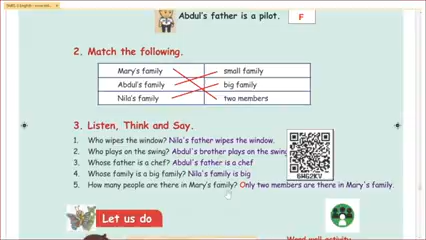 Abdul's father is a pilot. F
2. Match the following.
Mary's family small family
Abdul's family big family
Nila's family two members
3. Listen, Think and Say.
1. Who wipes the window? Nila's father wipes the window.
2. Who plays on the swing? Abdul's brother plays on the swing
3. Whose father is a chef? Abdul's father is a chef
4. Whose family is a big family? Nila's family is big
5. How many people are there in Mary's family? Only two members are there in Mary's family.
Let us do